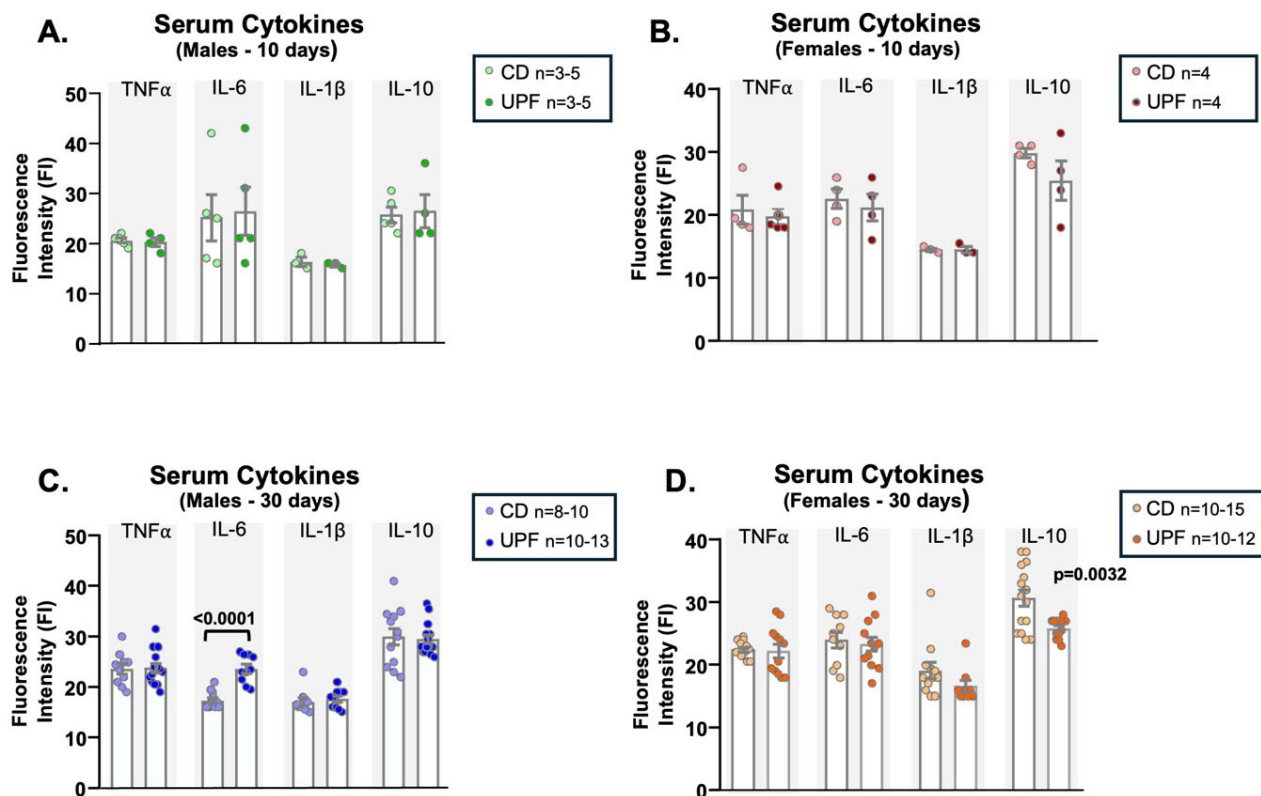 A.
Serum Cytokines
(Males - 10 days)
CD n=3-5
UPF n=3-5
TNFα IL-6 IL-1β IL-10
Fluorescence
Intensity (FI)
50
40
30
20
10
0
B.
Serum Cytokines
(Females - 10 days)
CD n=4
UPF n=4
TNFα IL-6 IL-1β IL-10
Fluorescence
Intensity (FI)
40
30
20
10
0
C.
Serum Cytokines
(Males - 30 days)
CD n=8-10
UPF n=10-13
TNFα IL-6 IL-1β IL-10
<0.0001
Fluorescence
Intensity (FI)
50
40
30
20
10
0
D.
Serum Cytokines
(Females - 30 days)
CD n=10-15
UPF n=10-12
TNFα IL-6 IL-1β IL-10
p=0.0032
Fluorescence
Intensity (FI)
40
30
20
10
0